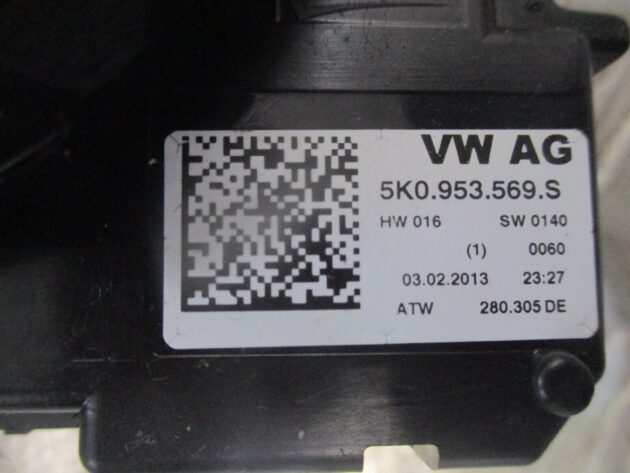 VW AG
5K0.953.569.S
HW 016 SW 0140
(1) 0060
03.02.2013 23:27
ATW 280.305 DE